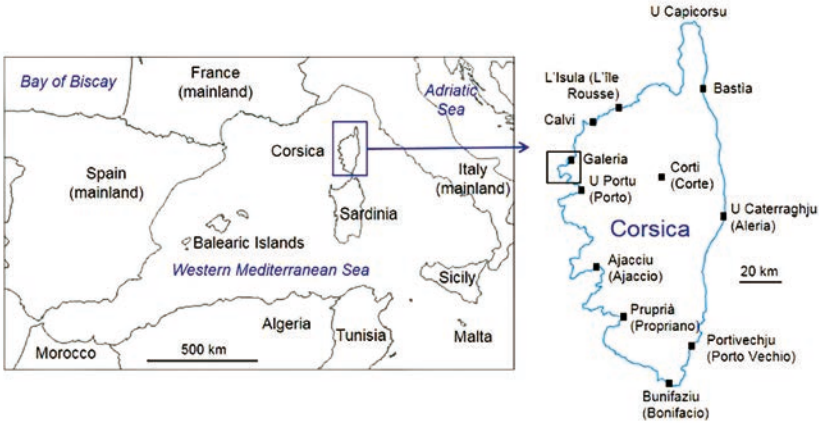 Bay of Biscay
France
(mainland)
Adriatic
Sea
Spain
(mainland)
Corsica
Italy
(mainland)
Sardinia
Balearic Islands
Western Mediterranean Sea
Sicily
Algeria
Tunisia
Malta
Morocco
500 km
U Capicorsu
L'Isula (L'île
Rousse)
Bastia
Calvi
Galeria
Corti
(Corte)
U Portu
(Porto)
U Caterraghju
(Aleria)
Corsica
Ajacciu
(Ajaccio)
20 km
Pruprià
(Propriano)
Portivechju
(Porto Vechio)
Bunifaziu
(Bonifacio)